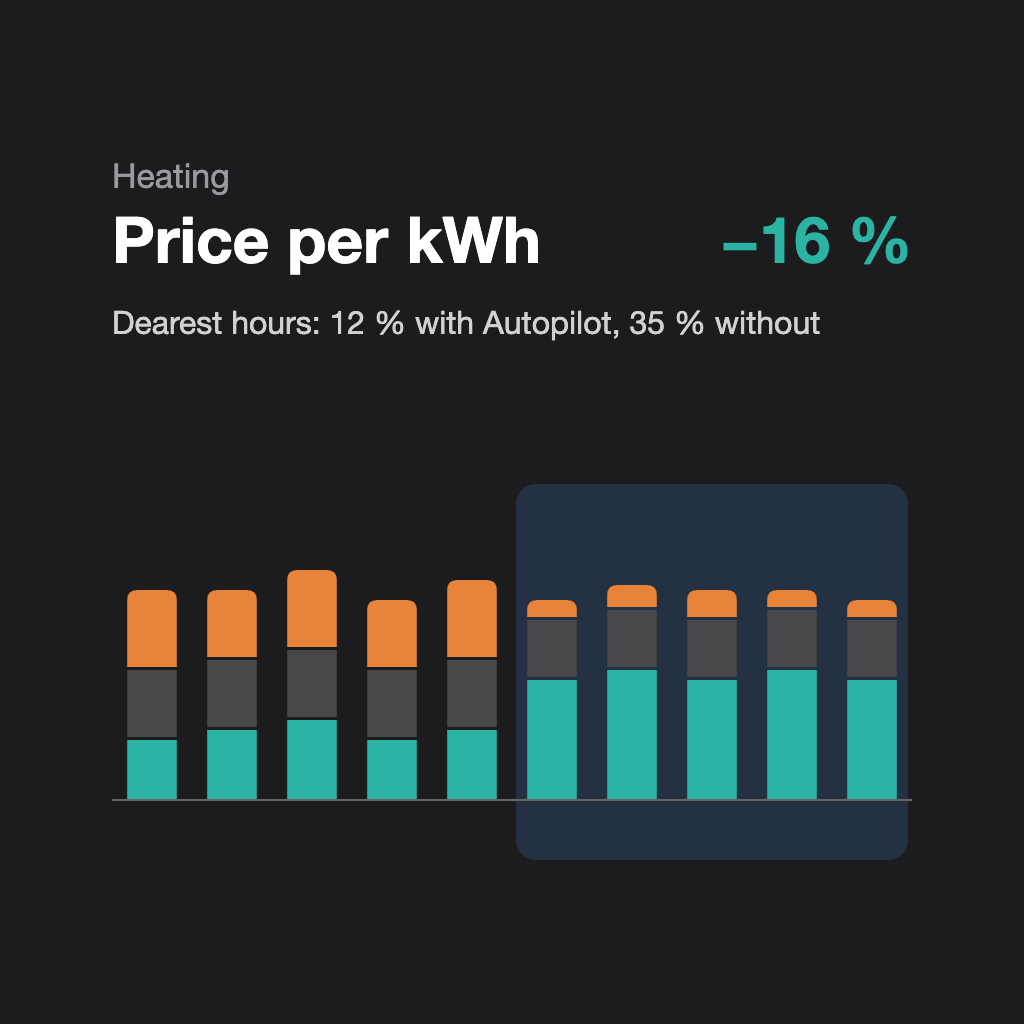 Heating
Price per kWh
–16 %
Dearest hours: 12 % with Autopilot, 35 % without